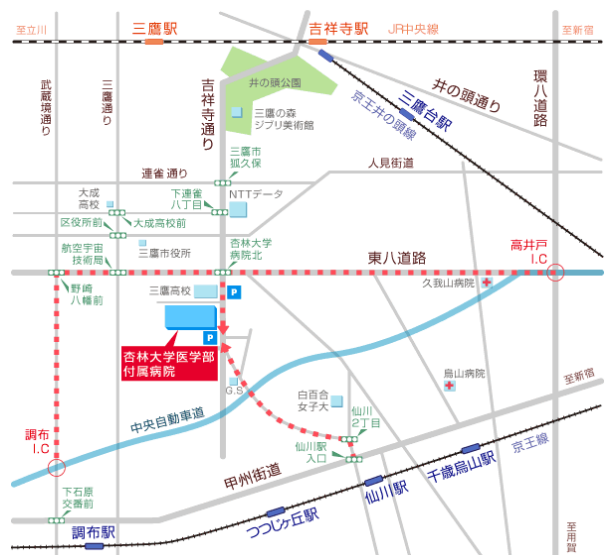 至立川
三鷹駅
吉祥寺駅
JR中央線
至新宿
武蔵境通り
三鷹通り
吉祥寺通り
井の頭公園
三鷹の森
ジブリ美術館
井の頭通り
三鷹台駅
京王井の頭線
環八道路
三鷹市
狐久保
連雀通り
人見街道
大成
高校
下連雀
八丁目
NTTデータ
区役所前
大成高校前
航空宇宙
技術局
三鷹市役所
杏林大学
病院北
東八道路
高井戸
I.C
野崎
八幡前
三鷹高校
P
久我山病院
P
杏林大学医学部
付属病院
G.S
白百合
女子大
烏山病院
至新宿
中央自動車道
仙川
2丁目
調布
I.C
仙川駅
入口
甲州街道
千歳烏山駅
京王線
仙川駅
つつじヶ丘駅
下石原
交番前
調布駅
至用賀